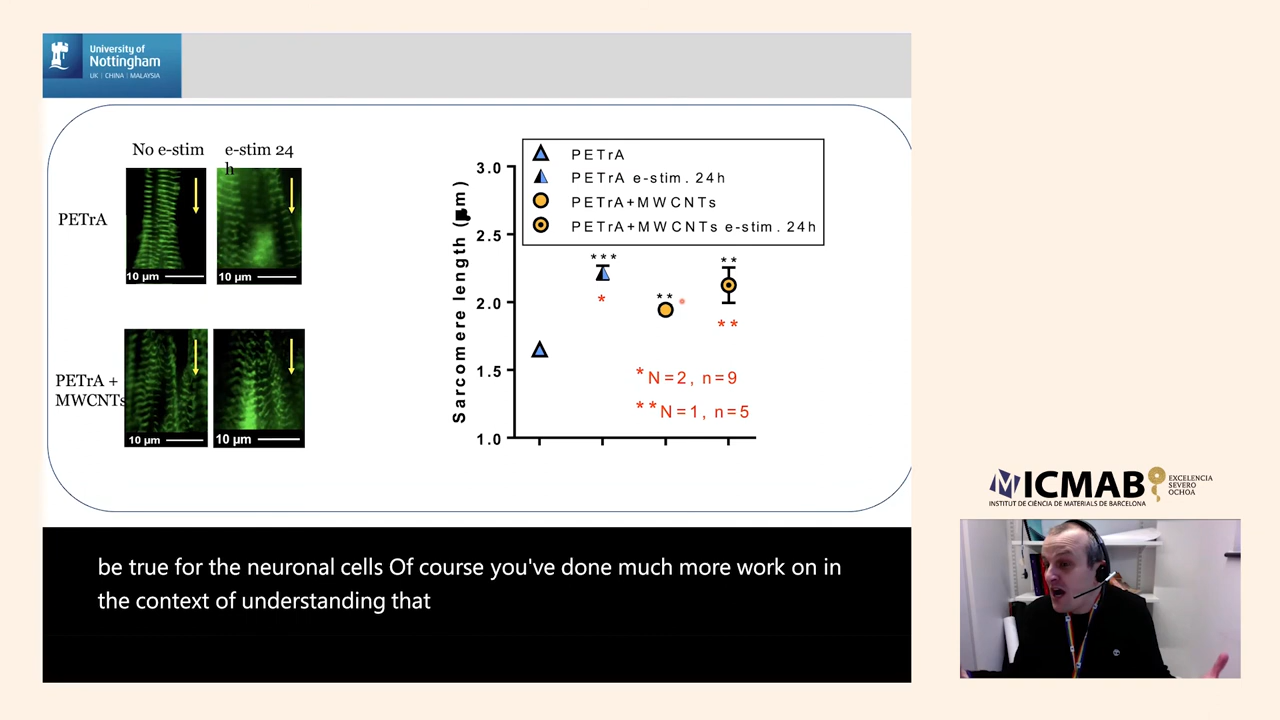 University of
Nottingham
UK | CHINA | MALAYSIA
No e-stim
e-stim 24
h
PETrA
10 µm
10 µm
PETrA +
MWCNTs
10 µm
10 µm
PETrA
PETrA e-stim. 24h
PETrA+MWCNTs
PETrA+MWCNTs e-stim. 24h
Sarcomere length (µm)
3.0
2.5
2.0
1.5
1.0
***
*
**
**
**
*N=2, n=9
**N=1, n=5
be true for the neuronal cells Of course you've done much more work on in
the context of understanding that
ICMAB
INSTITUT DE CIÈNCIA DE MATERIALS DE BARCELONA
EXCELENCIA
SEVERO
OCHOA